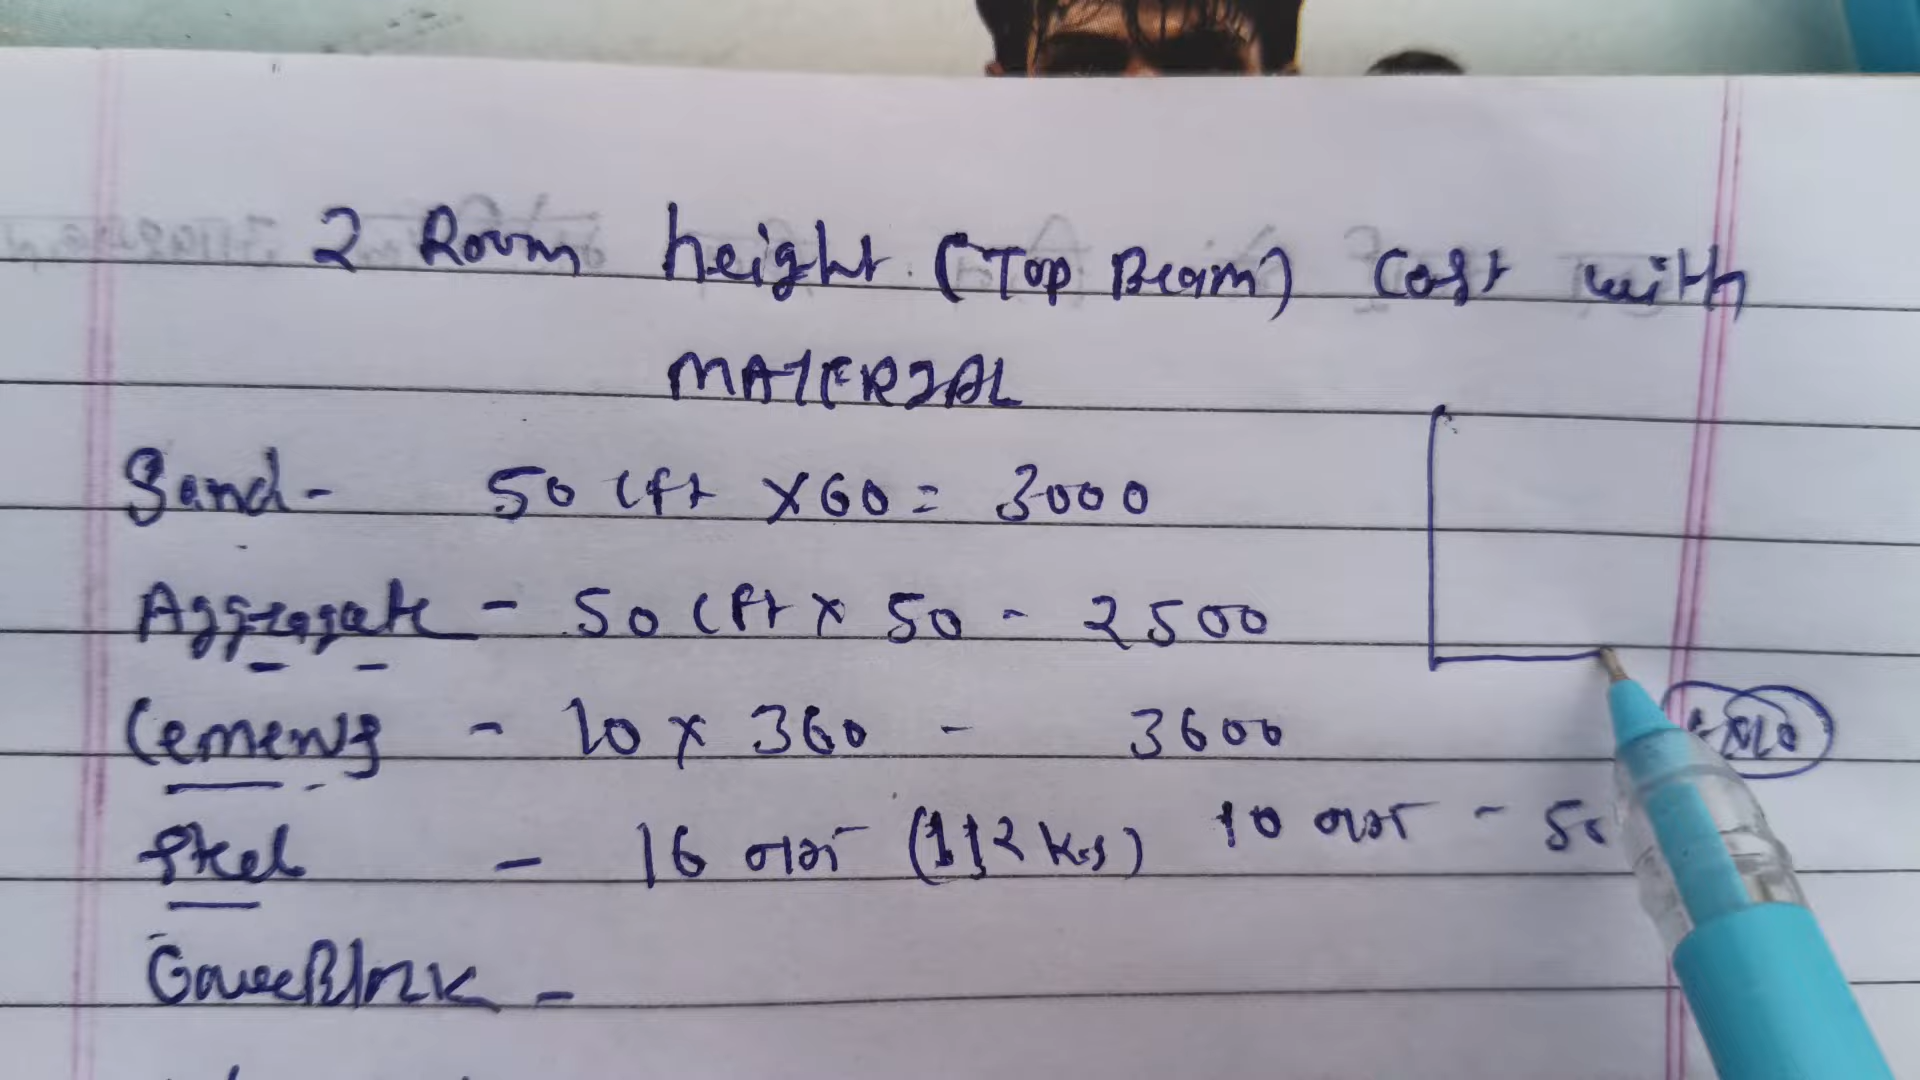 2 Room height (Top Beam) Cost with
MATERIAL
Sand - 50 Cft × 60 = 3000
Aggregate - 50 Cft × 50 - 2500
Cement - 10 × 360 - 3600
Steel - 16 (112 Kg) 10 - 50
Block -